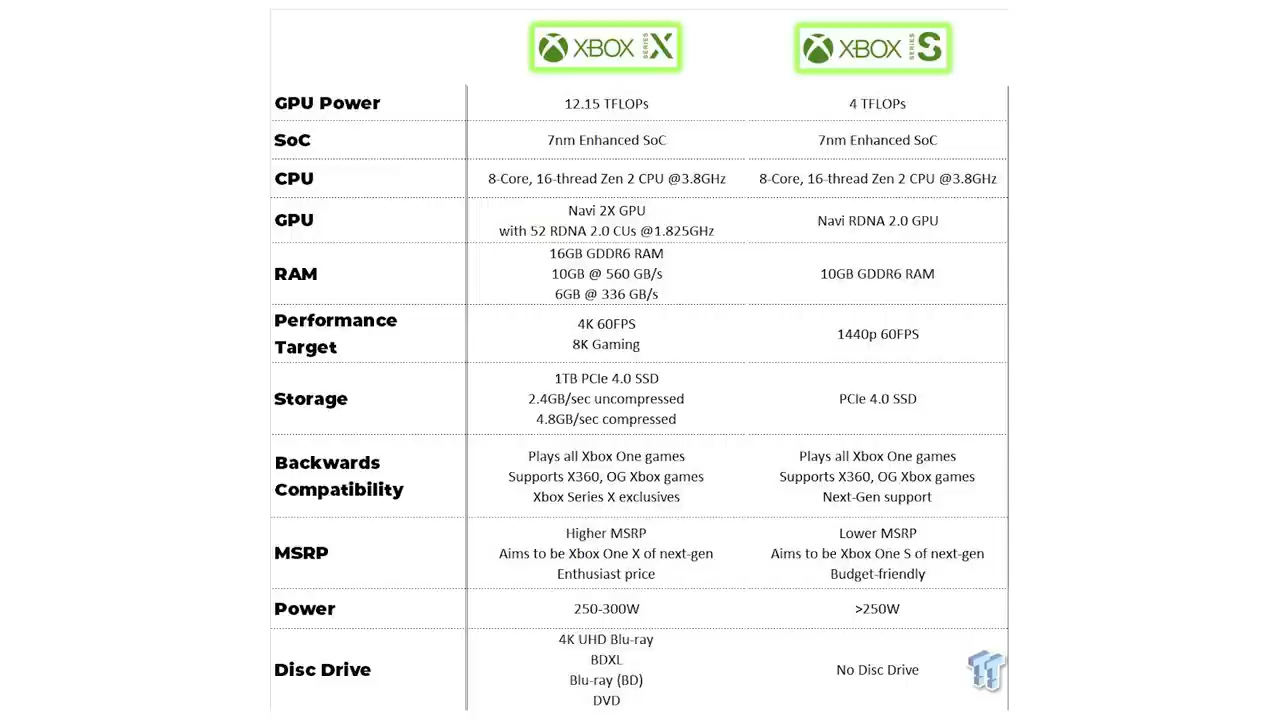 XBOX SERIES X
XBOX SERIES S
GPU Power
12.15 TFLOPs
4 TFLOPs
SoC
7nm Enhanced SoC
7nm Enhanced SoC
CPU
8-Core, 16-thread Zen 2 CPU @3.8GHz
8-Core, 16-thread Zen 2 CPU @3.8GHz
GPU
Navi 2X GPU
with 52 RDNA 2.0 CUs @1.825GHz
Navi RDNA 2.0 GPU
RAM
16GB GDDR6 RAM
10GB @ 560 GB/s
6GB @ 336 GB/s
10GB GDDR6 RAM
Performance
Target
4K 60FPS
8K Gaming
1440p 60FPS
Storage
1TB PCIe 4.0 SSD
2.4GB/sec uncompressed
4.8GB/sec compressed
PCIe 4.0 SSD
Backwards
Compatibility
Plays all Xbox One games
Supports X360, OG Xbox games
Xbox Series X exclusives
Plays all Xbox One games
Supports X360, OG Xbox games
Next-Gen support
MSRP
Higher MSRP
Aims to be Xbox One X of next-gen
Enthusiast price
Lower MSRP
Aims to be Xbox One S of next-gen
Budget-friendly
Power
250-300W
>250W
Disc Drive
4K UHD Blu-ray
BDXL
Blu-ray (BD)
DVD
No Disc Drive
TT